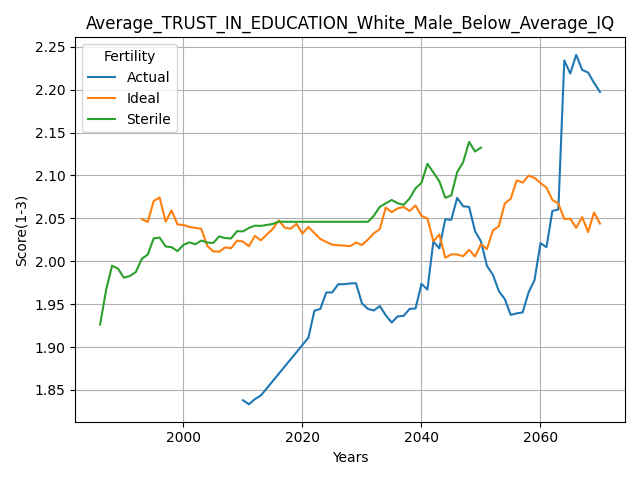 Average_TRUST_IN_EDUCATION_White_Male_Below_Average_IQ
Fertility
Actual
Ideal
Sterile
Score(1-3)
2.25
2.20
2.15
2.10
2.05
2.00
1.95
1.90
1.85
2000
2020
2040
2060
Years